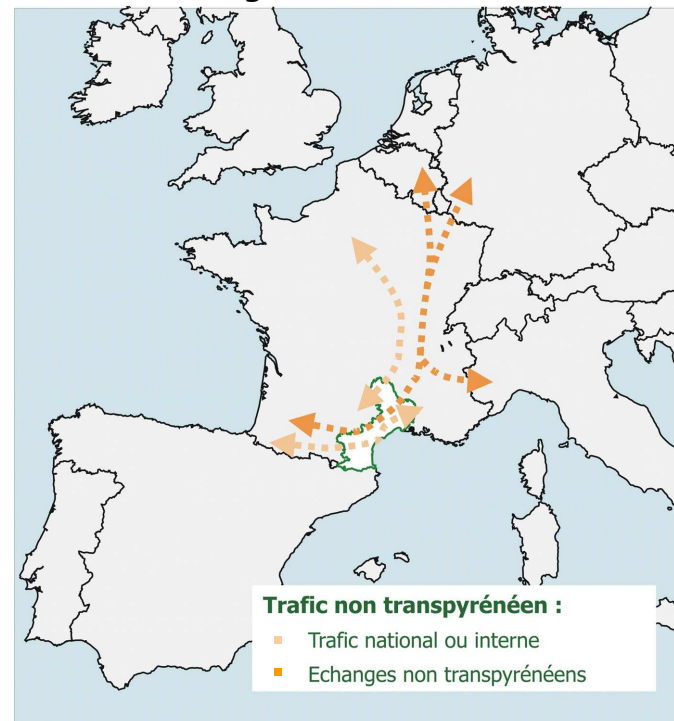 Trafic non transpyrénéen :
Trafic national ou interne
Echanges non transpyrénéens